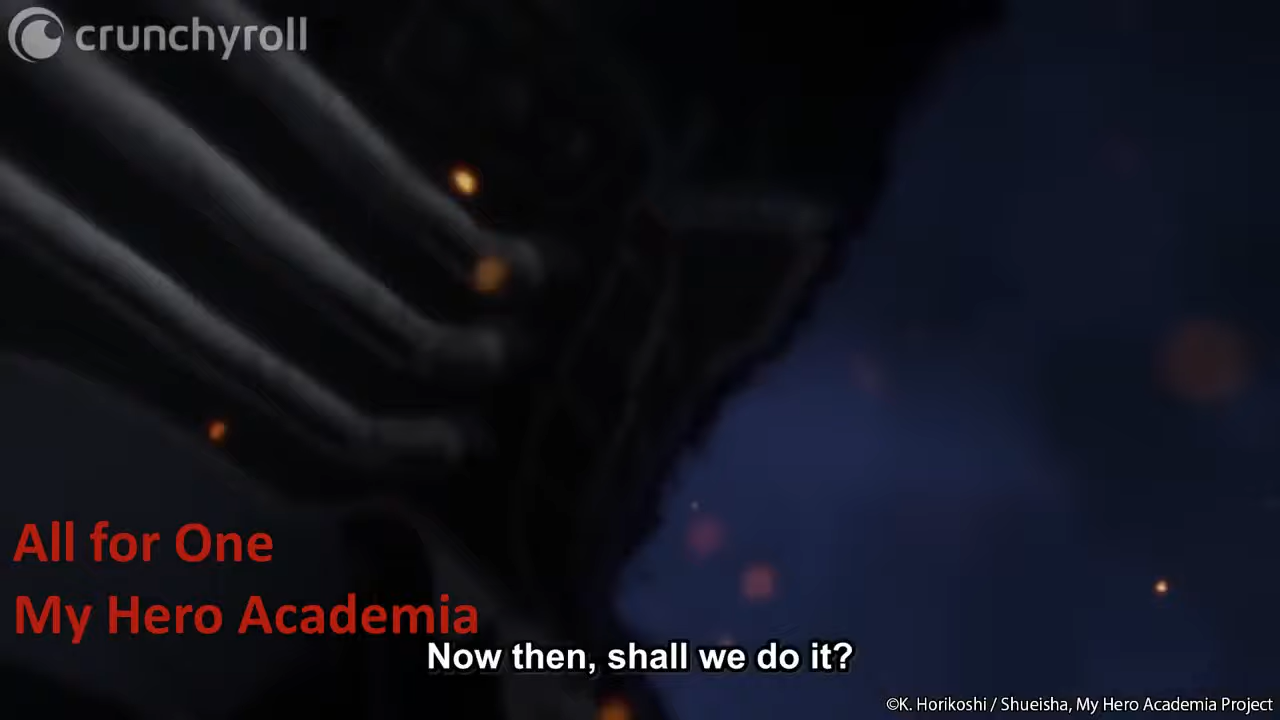 crunchyroll
All for One
My Hero Academia
Now then, shall we do it?
©K. Horikoshi / Shueisha, My Hero Academia Project